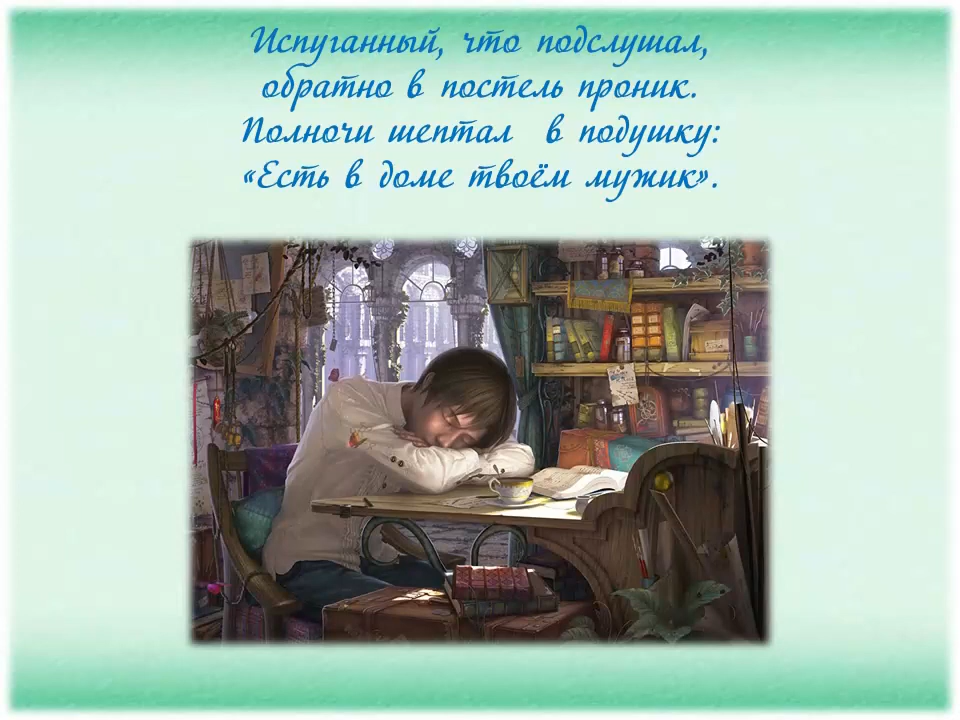 Испуганный, что подслушал,
обратно в постель проник.
Полночи шептал в подушку:
«Есть в доме твоём мужик».